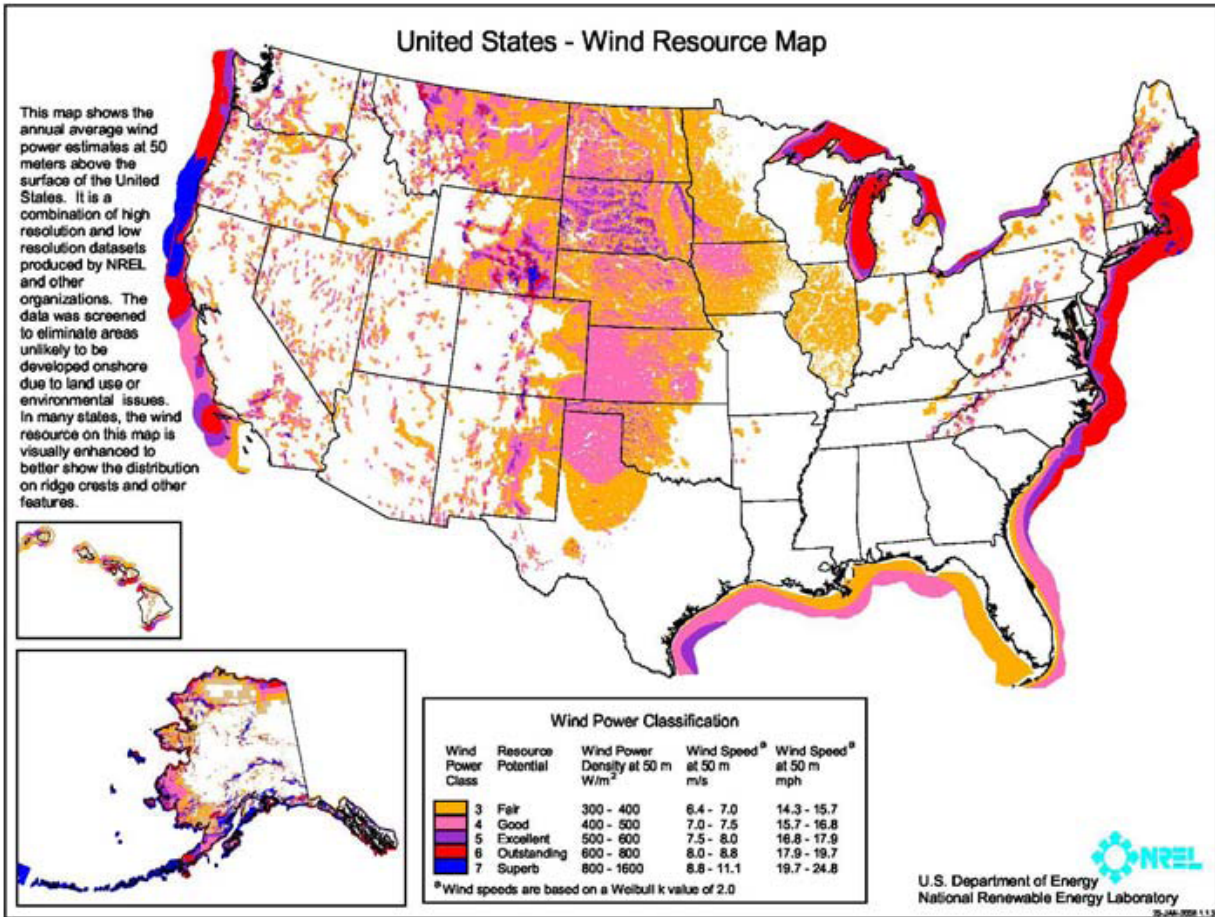 United States - Wind Resource Map
This map shows the
annual average wind
power estimates at 50
meters above the
surface of the United
States. It is a
combination of high
resolution and low
resolution datasets
produced by NREL
and other
organizations. The
data was screened
to eliminate areas
unlikely to be
developed onshore
due to land use or
environmental issues.
In many states, the wind
resource on this map is
visually enhanced to
better show the distribution
on ridge crests and other
features.
Wind Power Classification
Wind Power Class Resource Potential Wind Power Density at 50 m W/m² Wind Speedᵃ at 50 m m/s Wind Speedᵃ at 50 m mph
3 Fair 300 - 400 6.4 - 7.0 14.3 - 15.7
4 Good 400 - 500 7.0 - 7.5 15.7 - 16.8
5 Excellent 500 - 600 7.5 - 8.0 16.8 - 17.9
6 Outstanding 600 - 800 8.0 - 8.8 17.9 - 19.7
7 Superb 800 - 1600 8.8 - 11.1 19.7 - 24.8
ᵃ Wind speeds are based on a Weibull k value of 2.0
NREL
U.S. Department of Energy
National Renewable Energy Laboratory